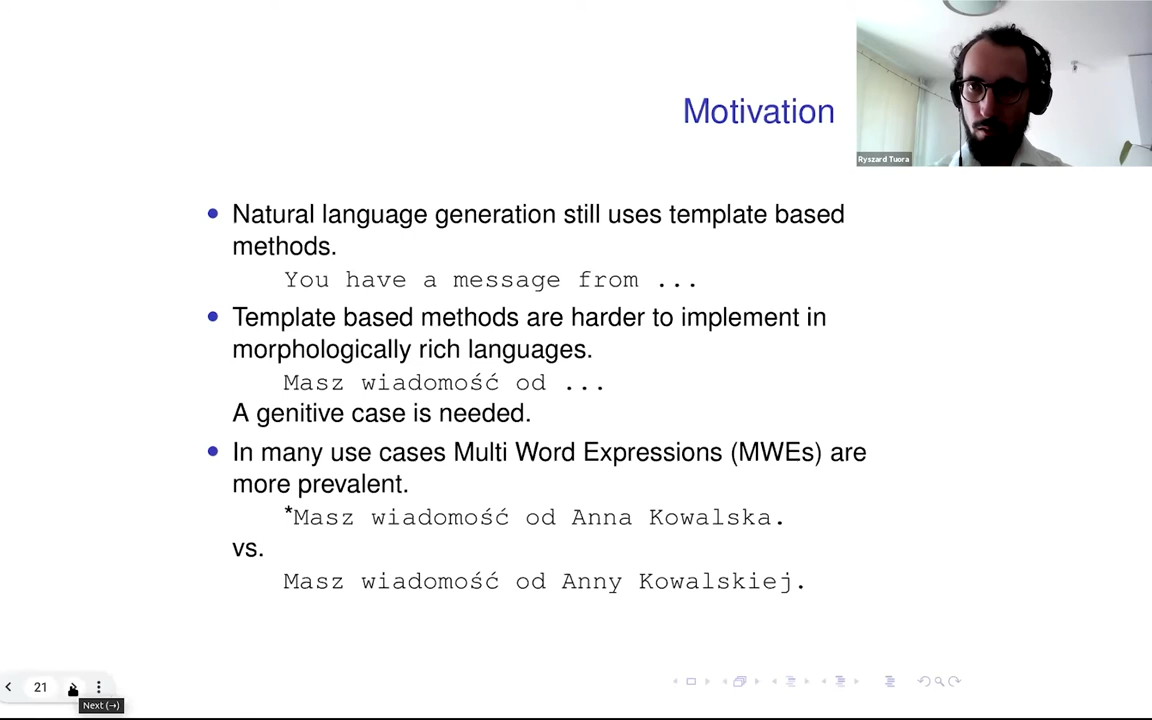 Motivation
Ryszard Tuora
• Natural language generation still uses template based
methods.
You have a message from ...
• Template based methods are harder to implement in
morphologically rich languages.
Masz wiadomość od ...
A genitive case is needed.
• In many use cases Multi Word Expressions (MWEs) are
more prevalent.
*Masz wiadomość od Anna Kowalska.
vs.
Masz wiadomość od Anny Kowalskiej.
21
Next (→)